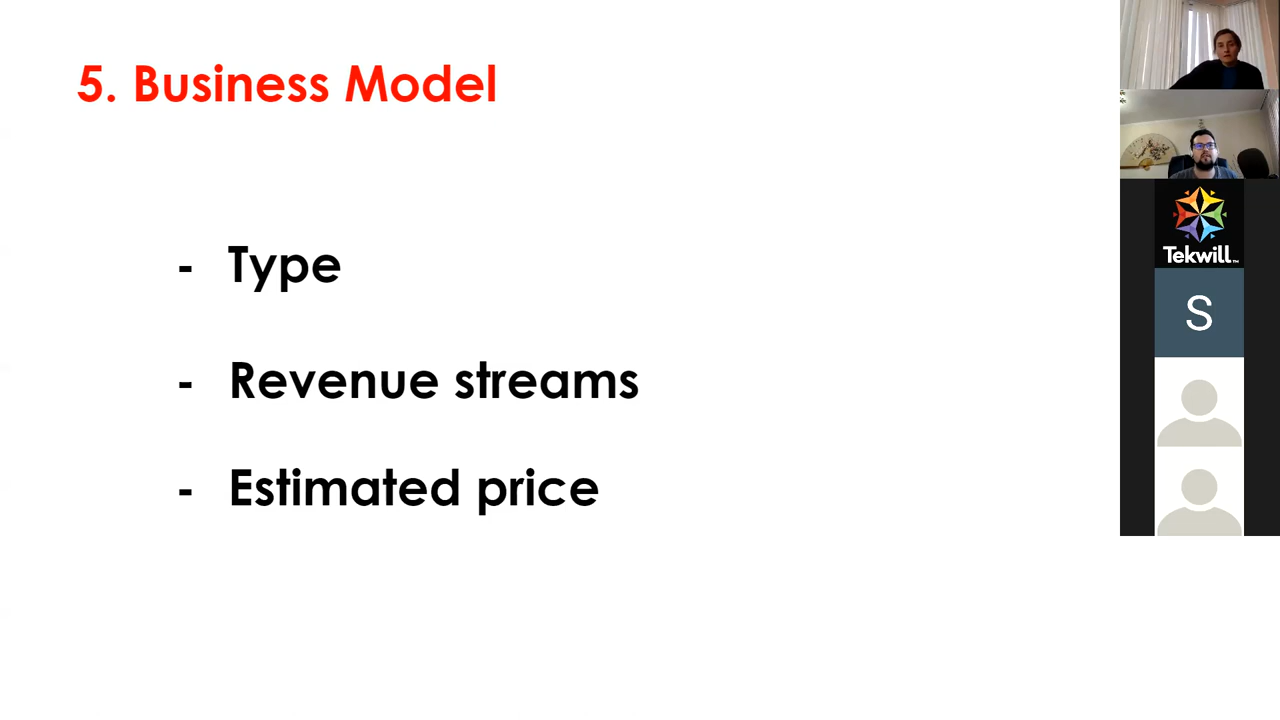 5. Business Model
- Type
- Revenue streams
- Estimated price
Tekwill
S